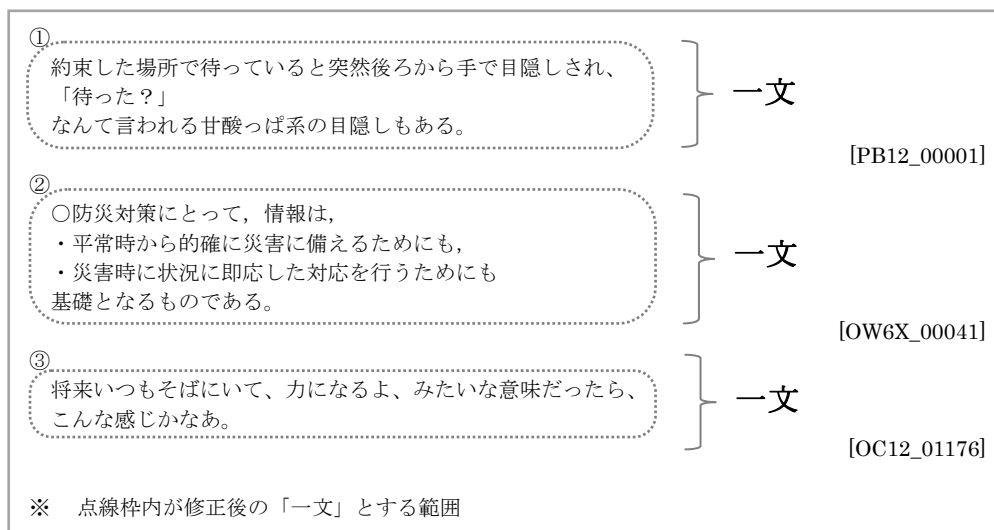 ①
約束した場所で待っていると突然後ろから手で目隠しされ、
「待った？」
なんて言われる甘酸っぱ系の目隠しもある。
一文
[PB12_00001]
②
○防災対策にとって，情報は，
・平常時から的確に災害に備えるためにも，
・災害時に状況に即応した対応を行うためにも
基礎となるものである。
一文
[OW6X_00041]
③
将来いつもそばにいて、力になるよ、みたいな意味だったら、
こんな感じかなあ。
一文
[OC12_01176]
※　点線枠内が修正後の「一文」とする範囲